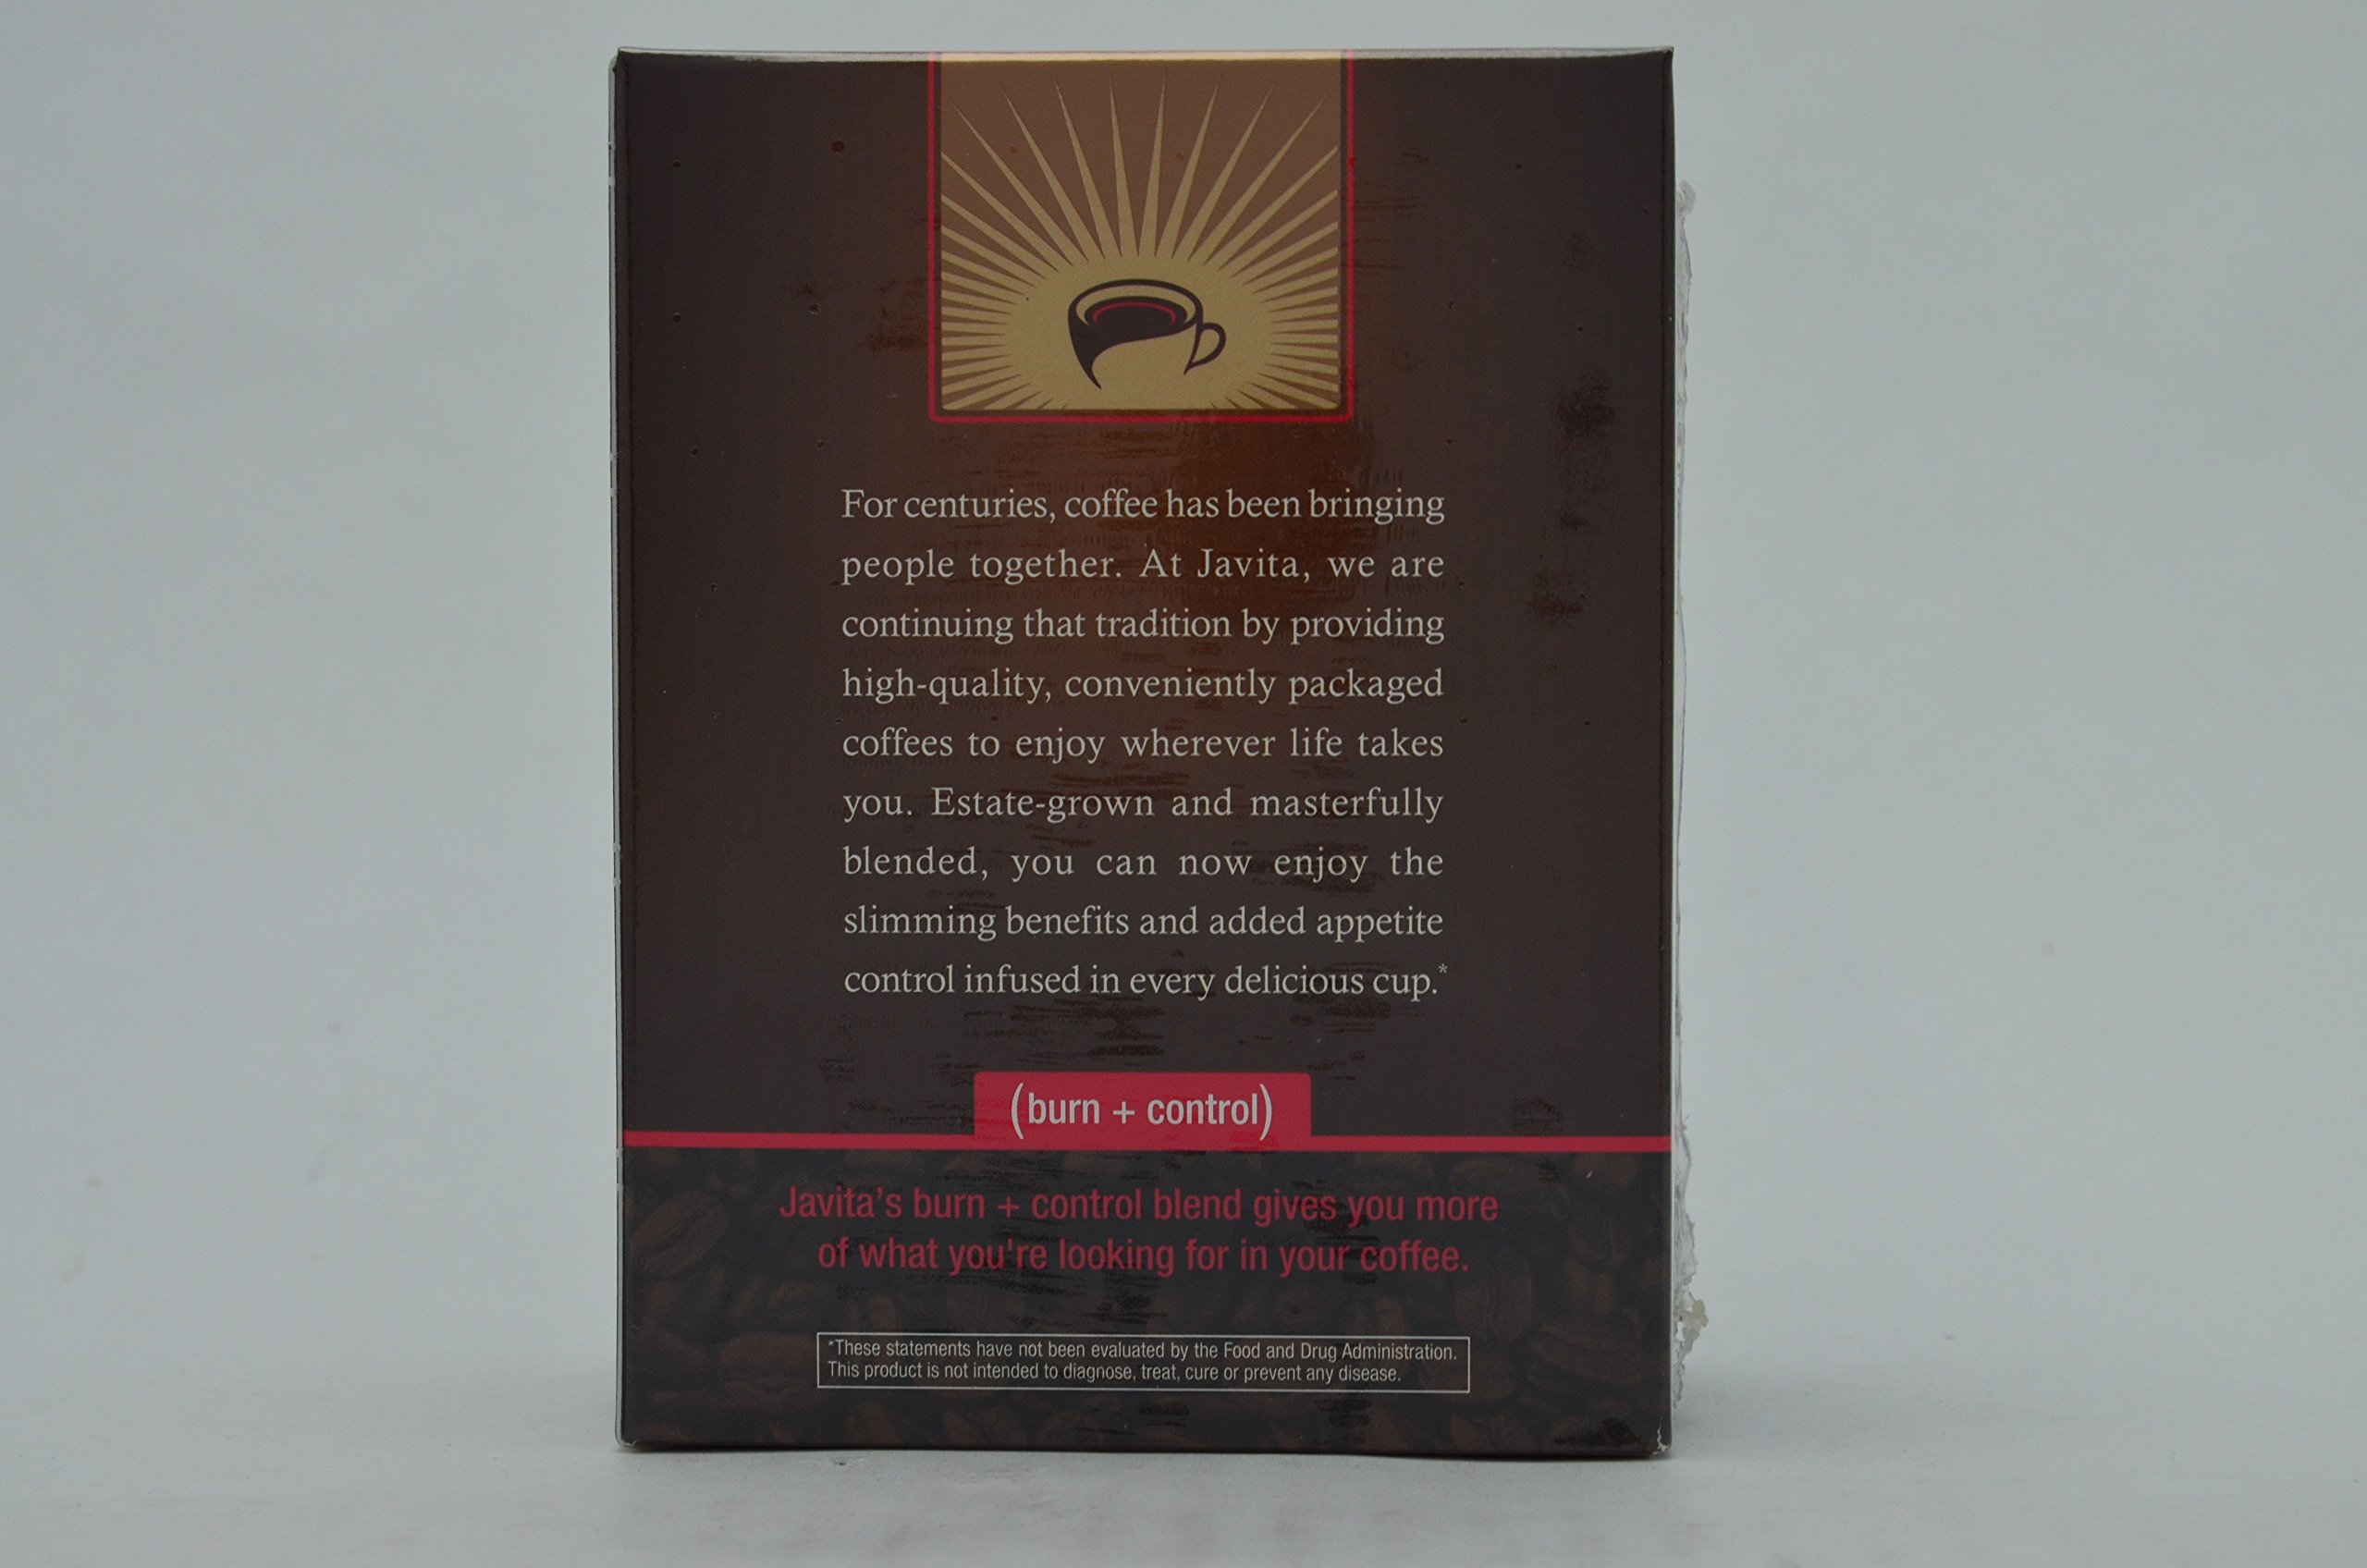 For centuries, coffee has been bringing
people together. At Javita, we are
continuing that tradition by providing
high-quality, conveniently packaged
coffees to enjoy wherever life takes
you. Estate-grown and masterfully
blended, you can now enjoy the
slimming benefits and added appetite
control infused in every delicious cup.*
(burn + control)
Javita’s burn + control blend gives you more
of what you're looking for in your coffee.
*These statements have not been evaluated by the Food and Drug Administration.
This product is not intended to diagnose, treat, cure or prevent any disease.